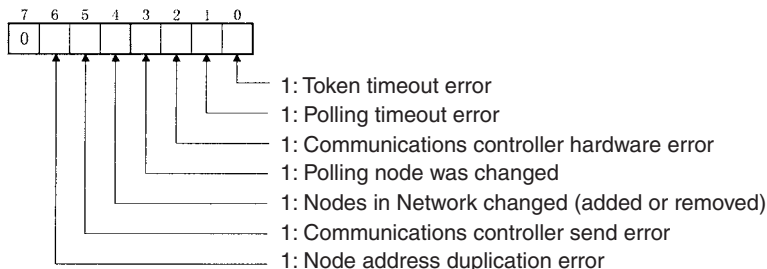 7 6 5 4 3 2 1 0
0
1: Token timeout error
1: Polling timeout error
1: Communications controller hardware error
1: Polling node was changed
1: Nodes in Network changed (added or removed)
1: Communications controller send error
1: Node address duplication error